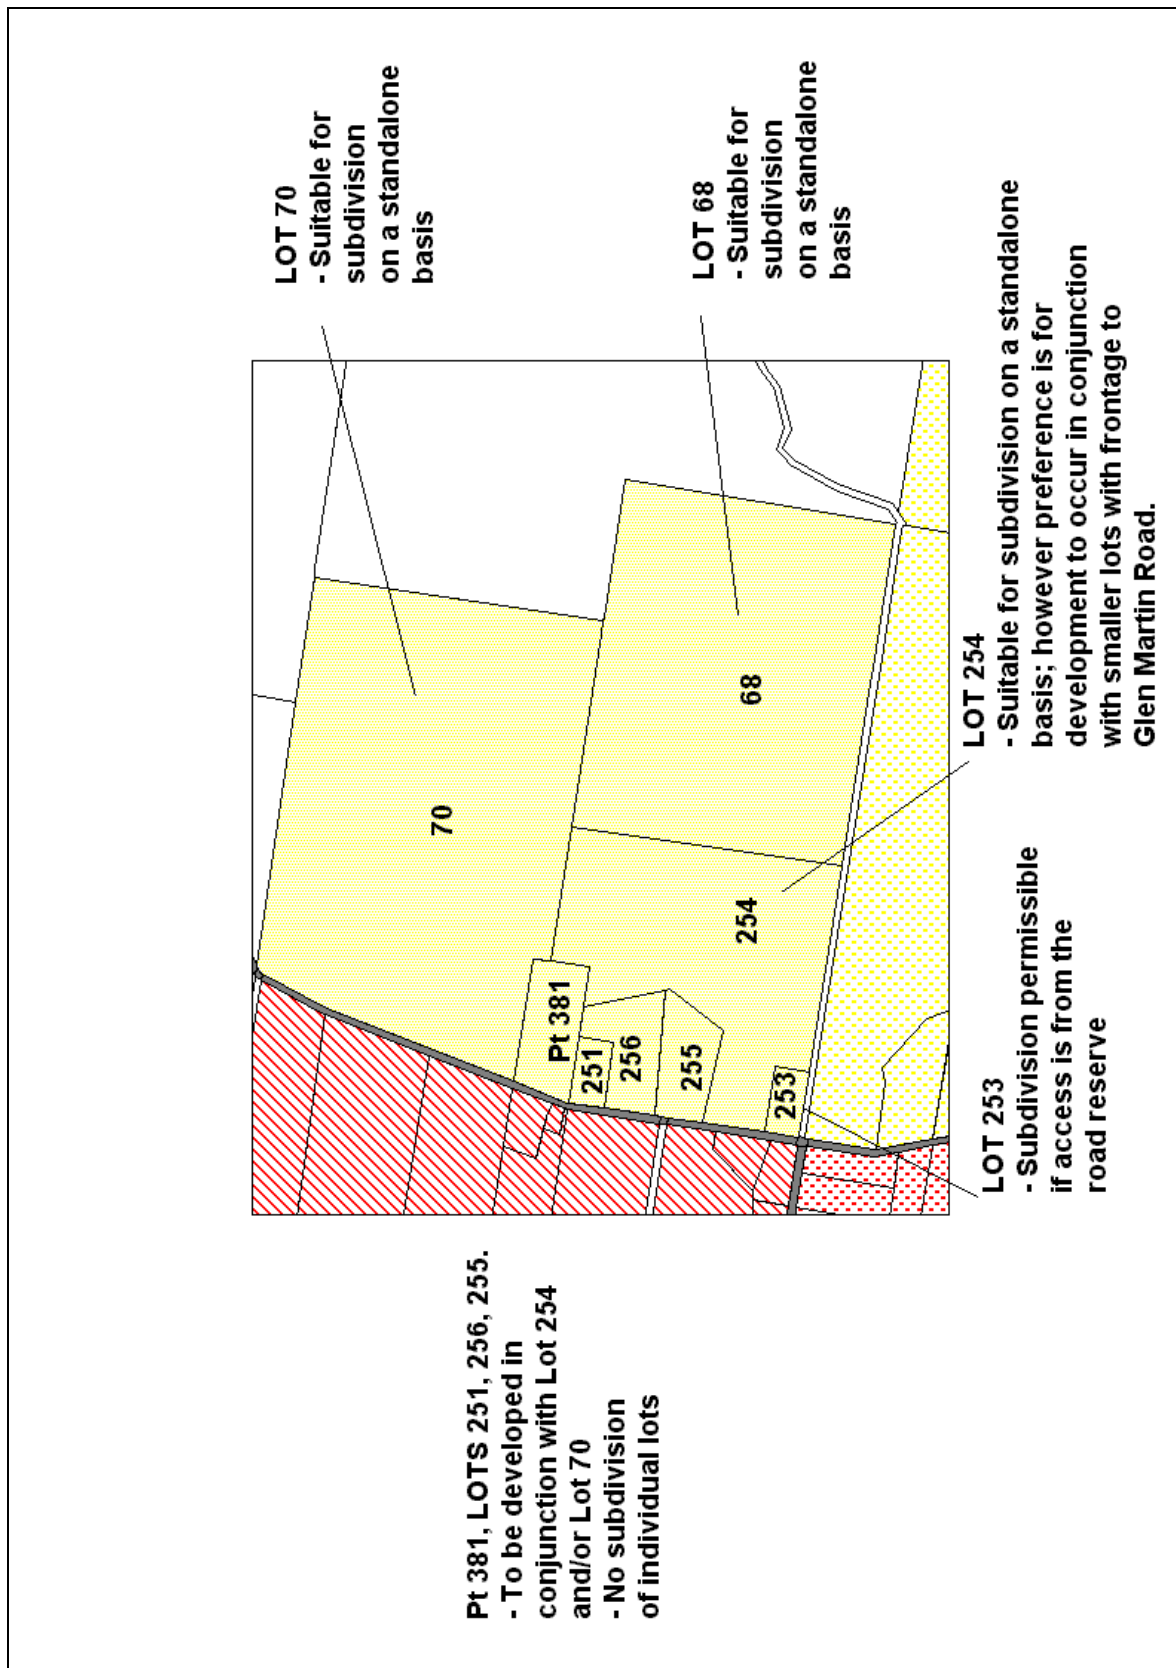 LOT 70
- Suitable for
subdivision
on a standalone
basis
LOT 68
- Suitable for
subdivision
on a standalone
basis
LOT 254
- Suitable for subdivision on a standalone
basis; however preference is for
development to occur in conjunction
with smaller lots with frontage to
Glen Martin Road.
LOT 253
- Subdivision permissible
if access is from the
road reserve
Pt 381, LOTS 251, 256, 255.
- To be developed in
conjunction with Lot 254
and/or Lot 70
- No subdivision
of individual lots
70
68
254
Pt 381
251
256
255
253